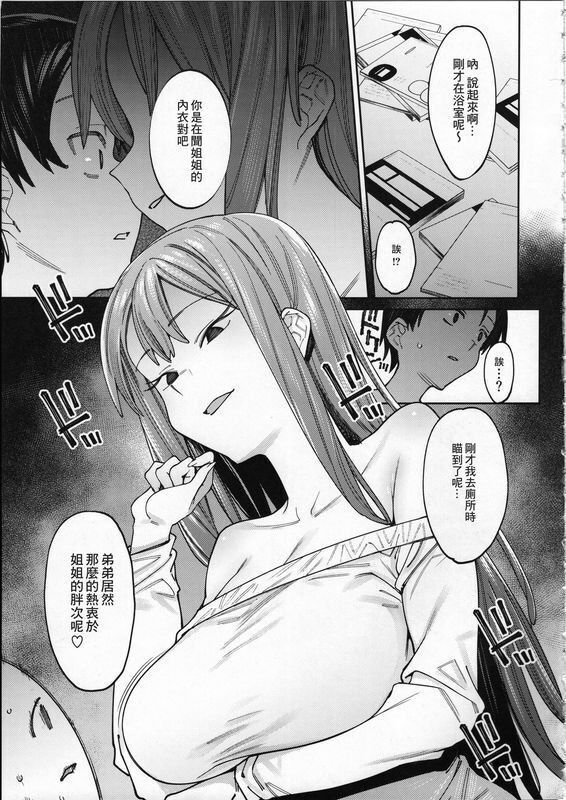 吶 說起來啊…
剛才在浴室呢～
誒!?
你是在聞姐姐的
內衣對吧
誒…?
剛才我去廁所時
瞄到了呢…
弟弟居然
那麼的熱衷於
姐姐的胖次呢♡